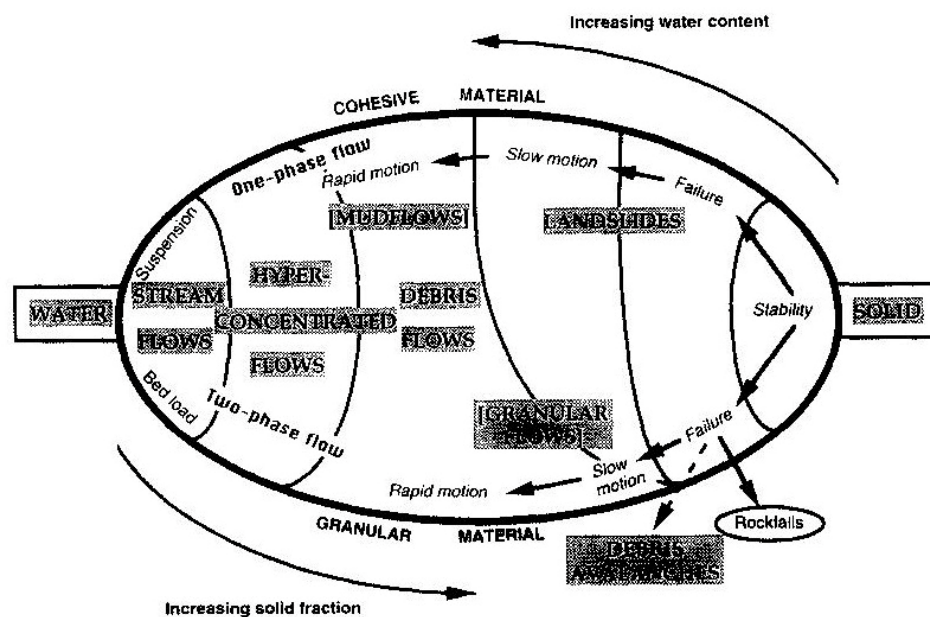 Increasing water content
COHESIVE MATERIAL
One-phase flow
Rapid motion
Slow motion
Failure
[MUDFLOWS]
[LANDSLIDES
Suspension
HYPER-
STREAM
DEBRIS
WATER
CONCENTRATED
Stability
SOLID
FLOWS
FLOWS
FLOWS
Bed load
Two-phase flow
[GRANULAR
FLOWS]
Failure
Slow
motion
Rapid motion
GRANULAR MATERIAL
Rockfalls
DEBRIS
AVALANCHES
Increasing solid fraction